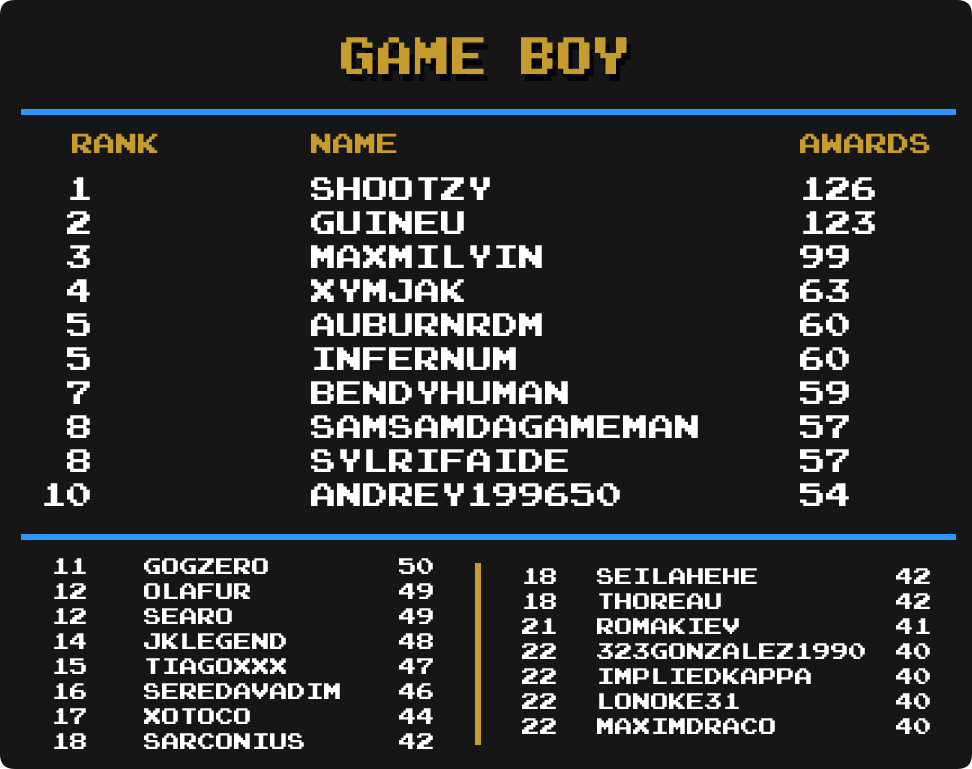 GAME BOY
RANK NAME AWARDS
1 SHOOTZY 126
2 GUINEU 123
3 MAXMILYIN 99
4 XYMJAK 63
5 AUBURNRDM 60
5 INFERNUM 60
7 BENDYHUMAN 59
8 SAMSAMDAGAMEMAN 57
8 SYLRIFAIDE 57
10 ANDREY199650 54
11 GOGZERO 50
12 OLAFUR 49
12 SEARO 49
14 JKLEGEND 48
15 TIAGOXXX 47
16 SEREDAVADIM 46
17 XOTOCO 44
18 SARCONIUS 42
18 SEILAHEHE 42
18 THOREAU 42
21 ROMAKIEV 41
22 323GONZALEZ1990 40
22 IMPLIEDKAPPA 40
22 LONOKE31 40
22 MAXIMDRACO 40